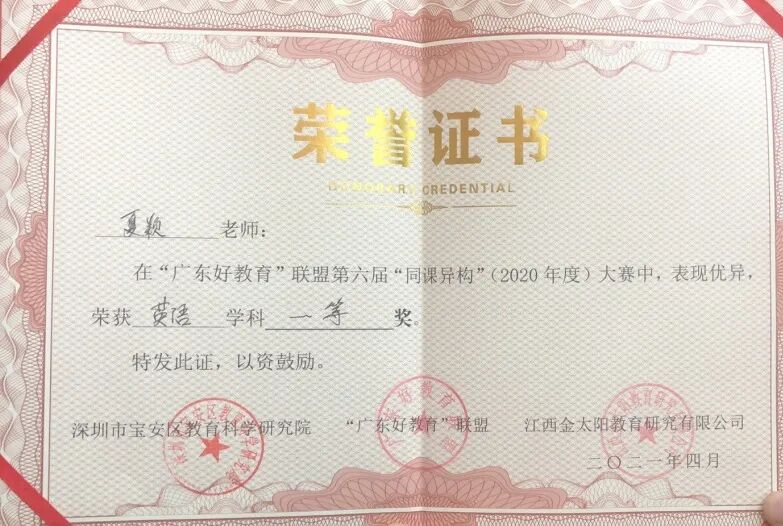 荣誉证书
HONORARY CREDENTIAL
夏颖 老师：
在“广东好教育”联盟第六届“同课异构”（2020 年度）大赛中，表现优异，
荣获 英语 学科 一等 奖。
特发此证，以资鼓励。
深圳市宝安区教育科学研究院 “广东好教育”联盟 江西金太阳教育研究有限公司
二〇二一年四月